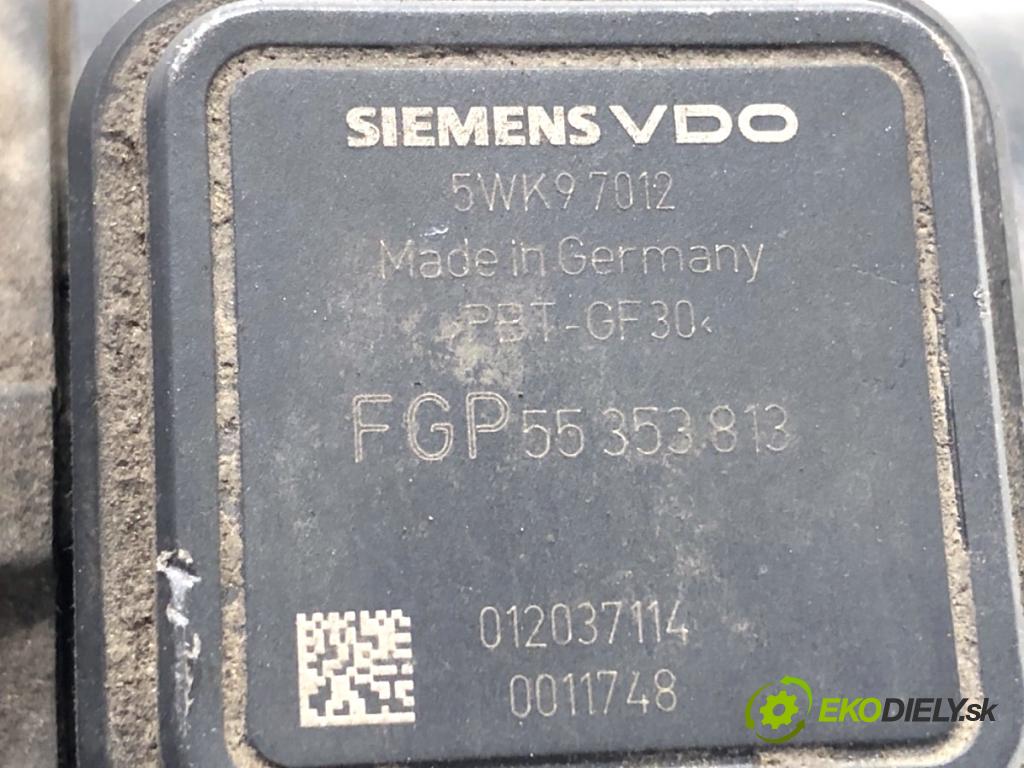 SIEMENS VDO
5WK9 7012
Made in Germany
>PBT-GF30<
FGP 55 353 813
012037114
0011748
EKODIELY.sk